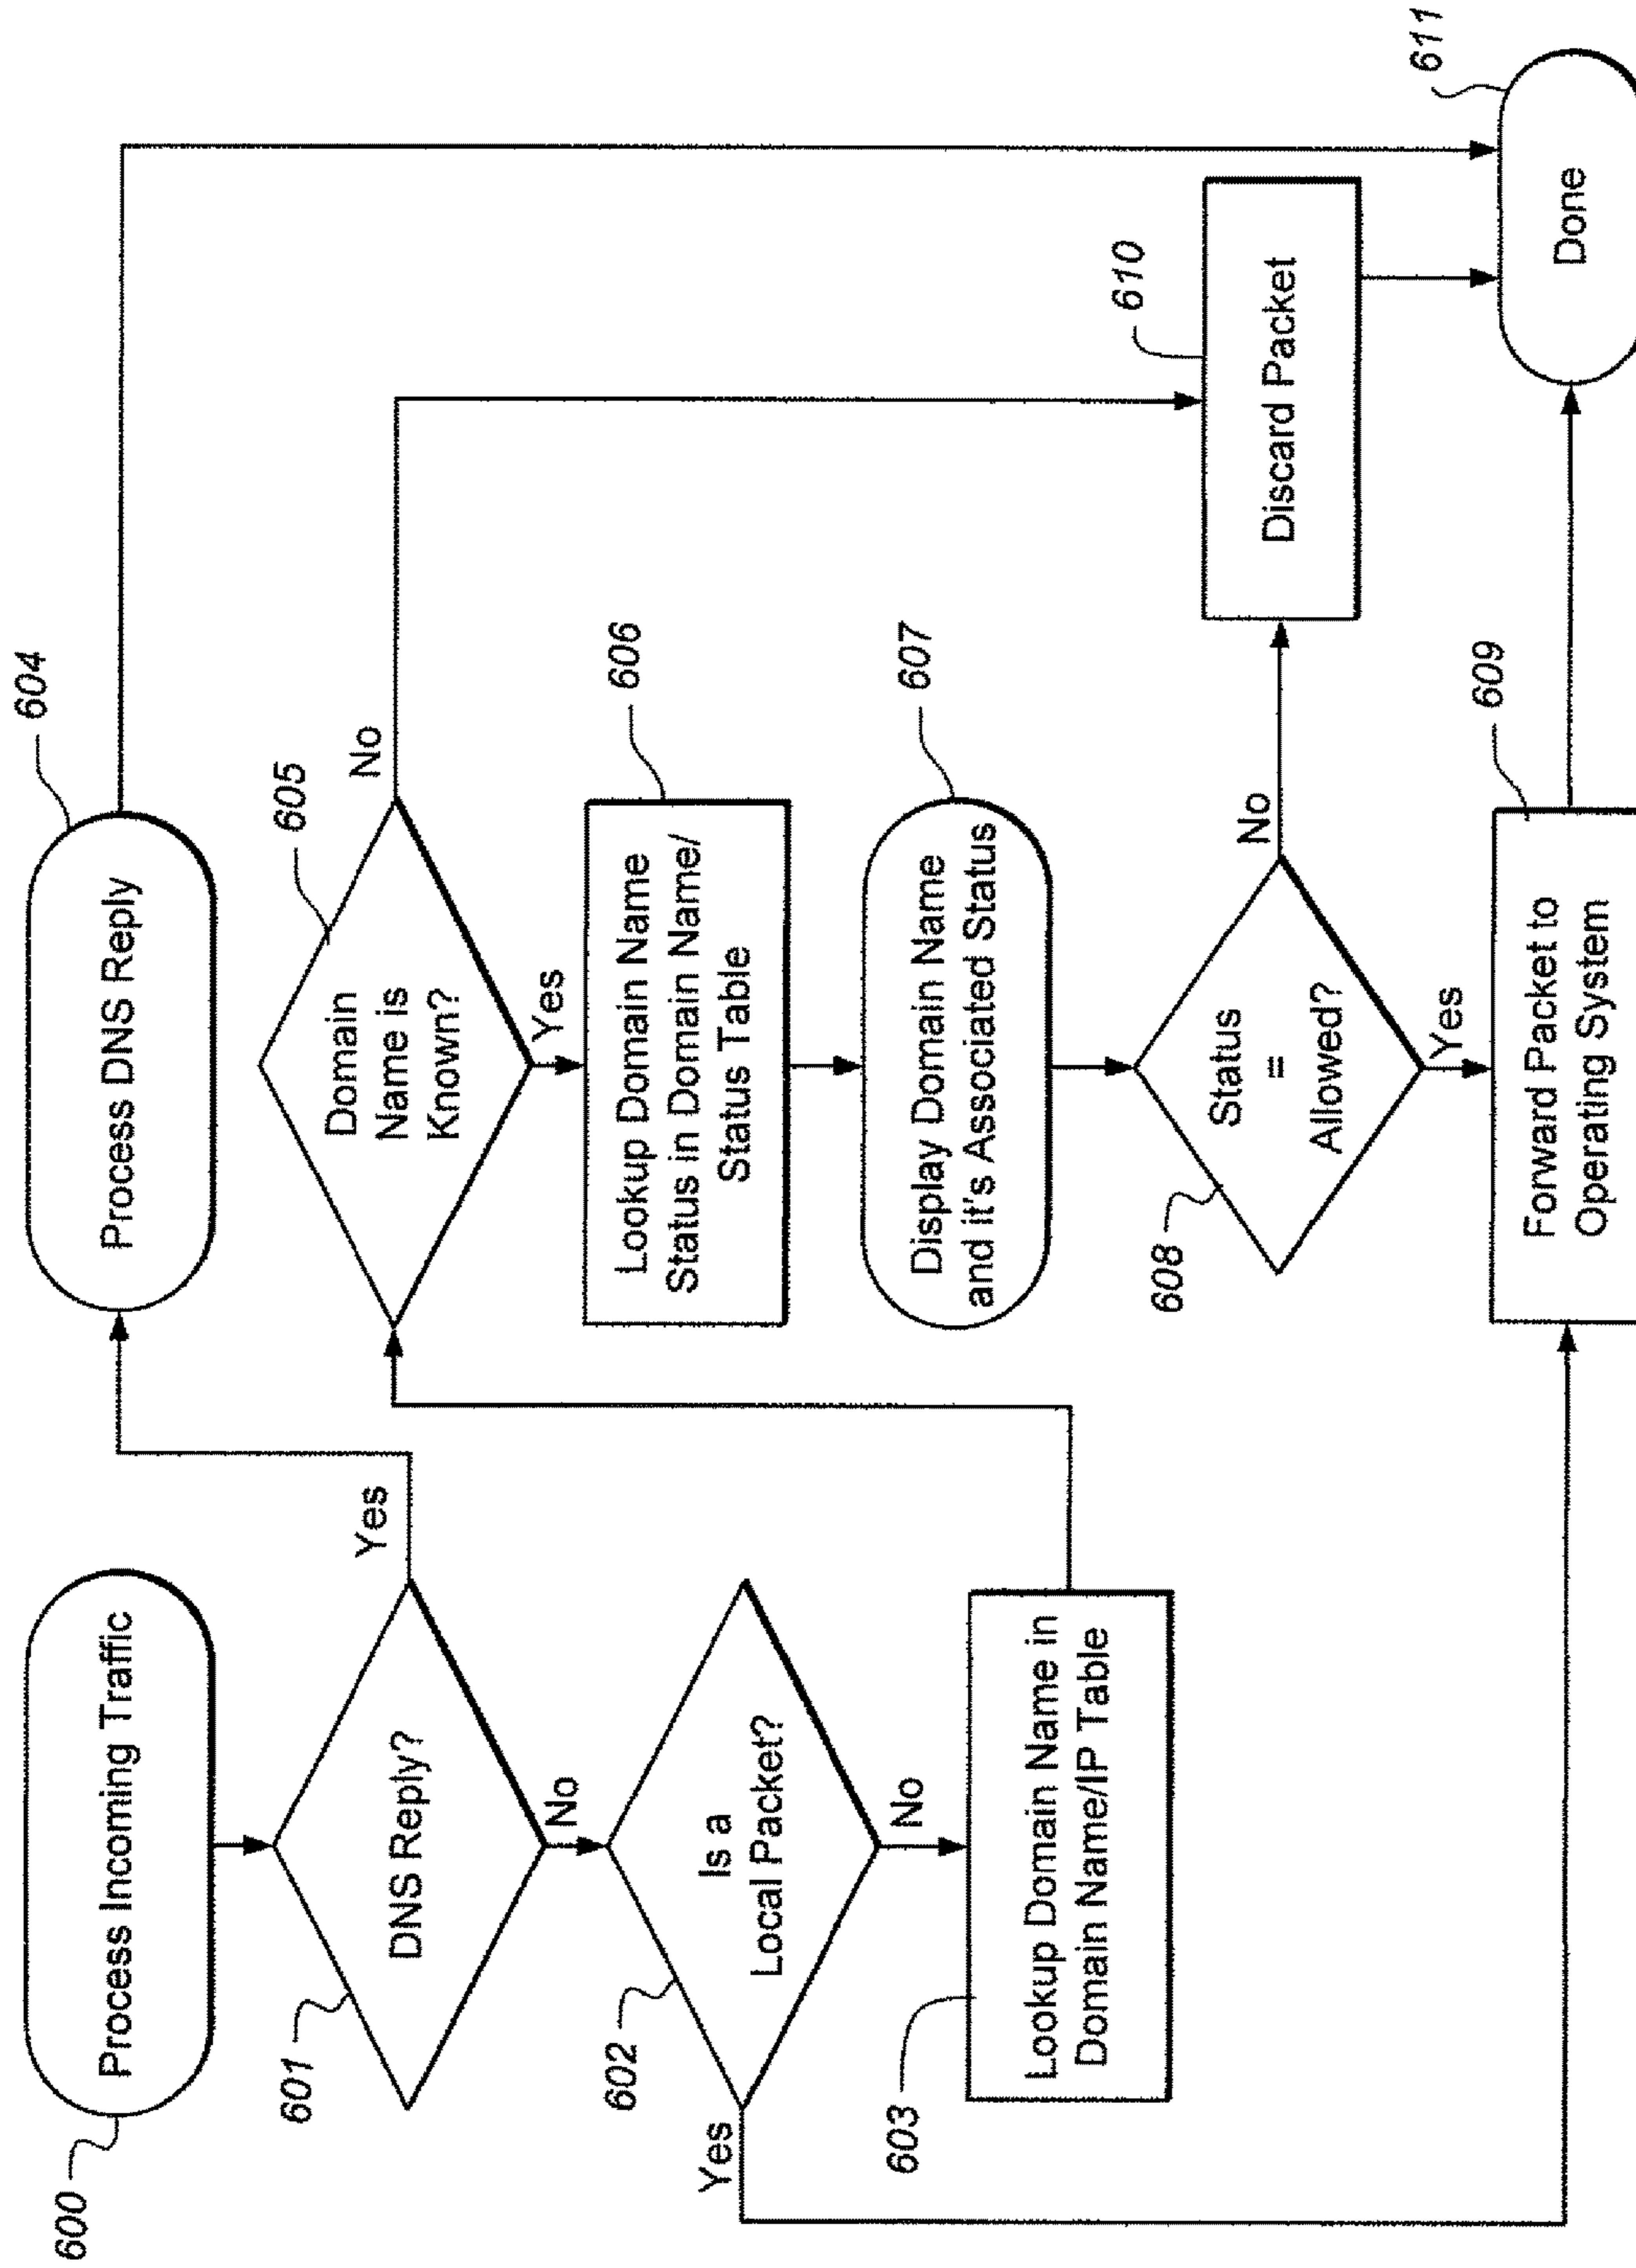 600
Process Incoming Traffic
601
DNS Reply?
Yes
No
602
Is a
Local Packet?
Yes
No
603
Lookup Domain Name in
Domain Name/IP Table
604
Process DNS Reply
605
Domain
Name is
Known?
No
Yes
606
Lookup Domain Name
Status in Domain Name/
Status Table
607
Display Domain Name
and it's Associated Status
608
Status
=
Allowed?
No
Yes
609
Forward Packet to
Operating System
610
Discard Packet
611
Done